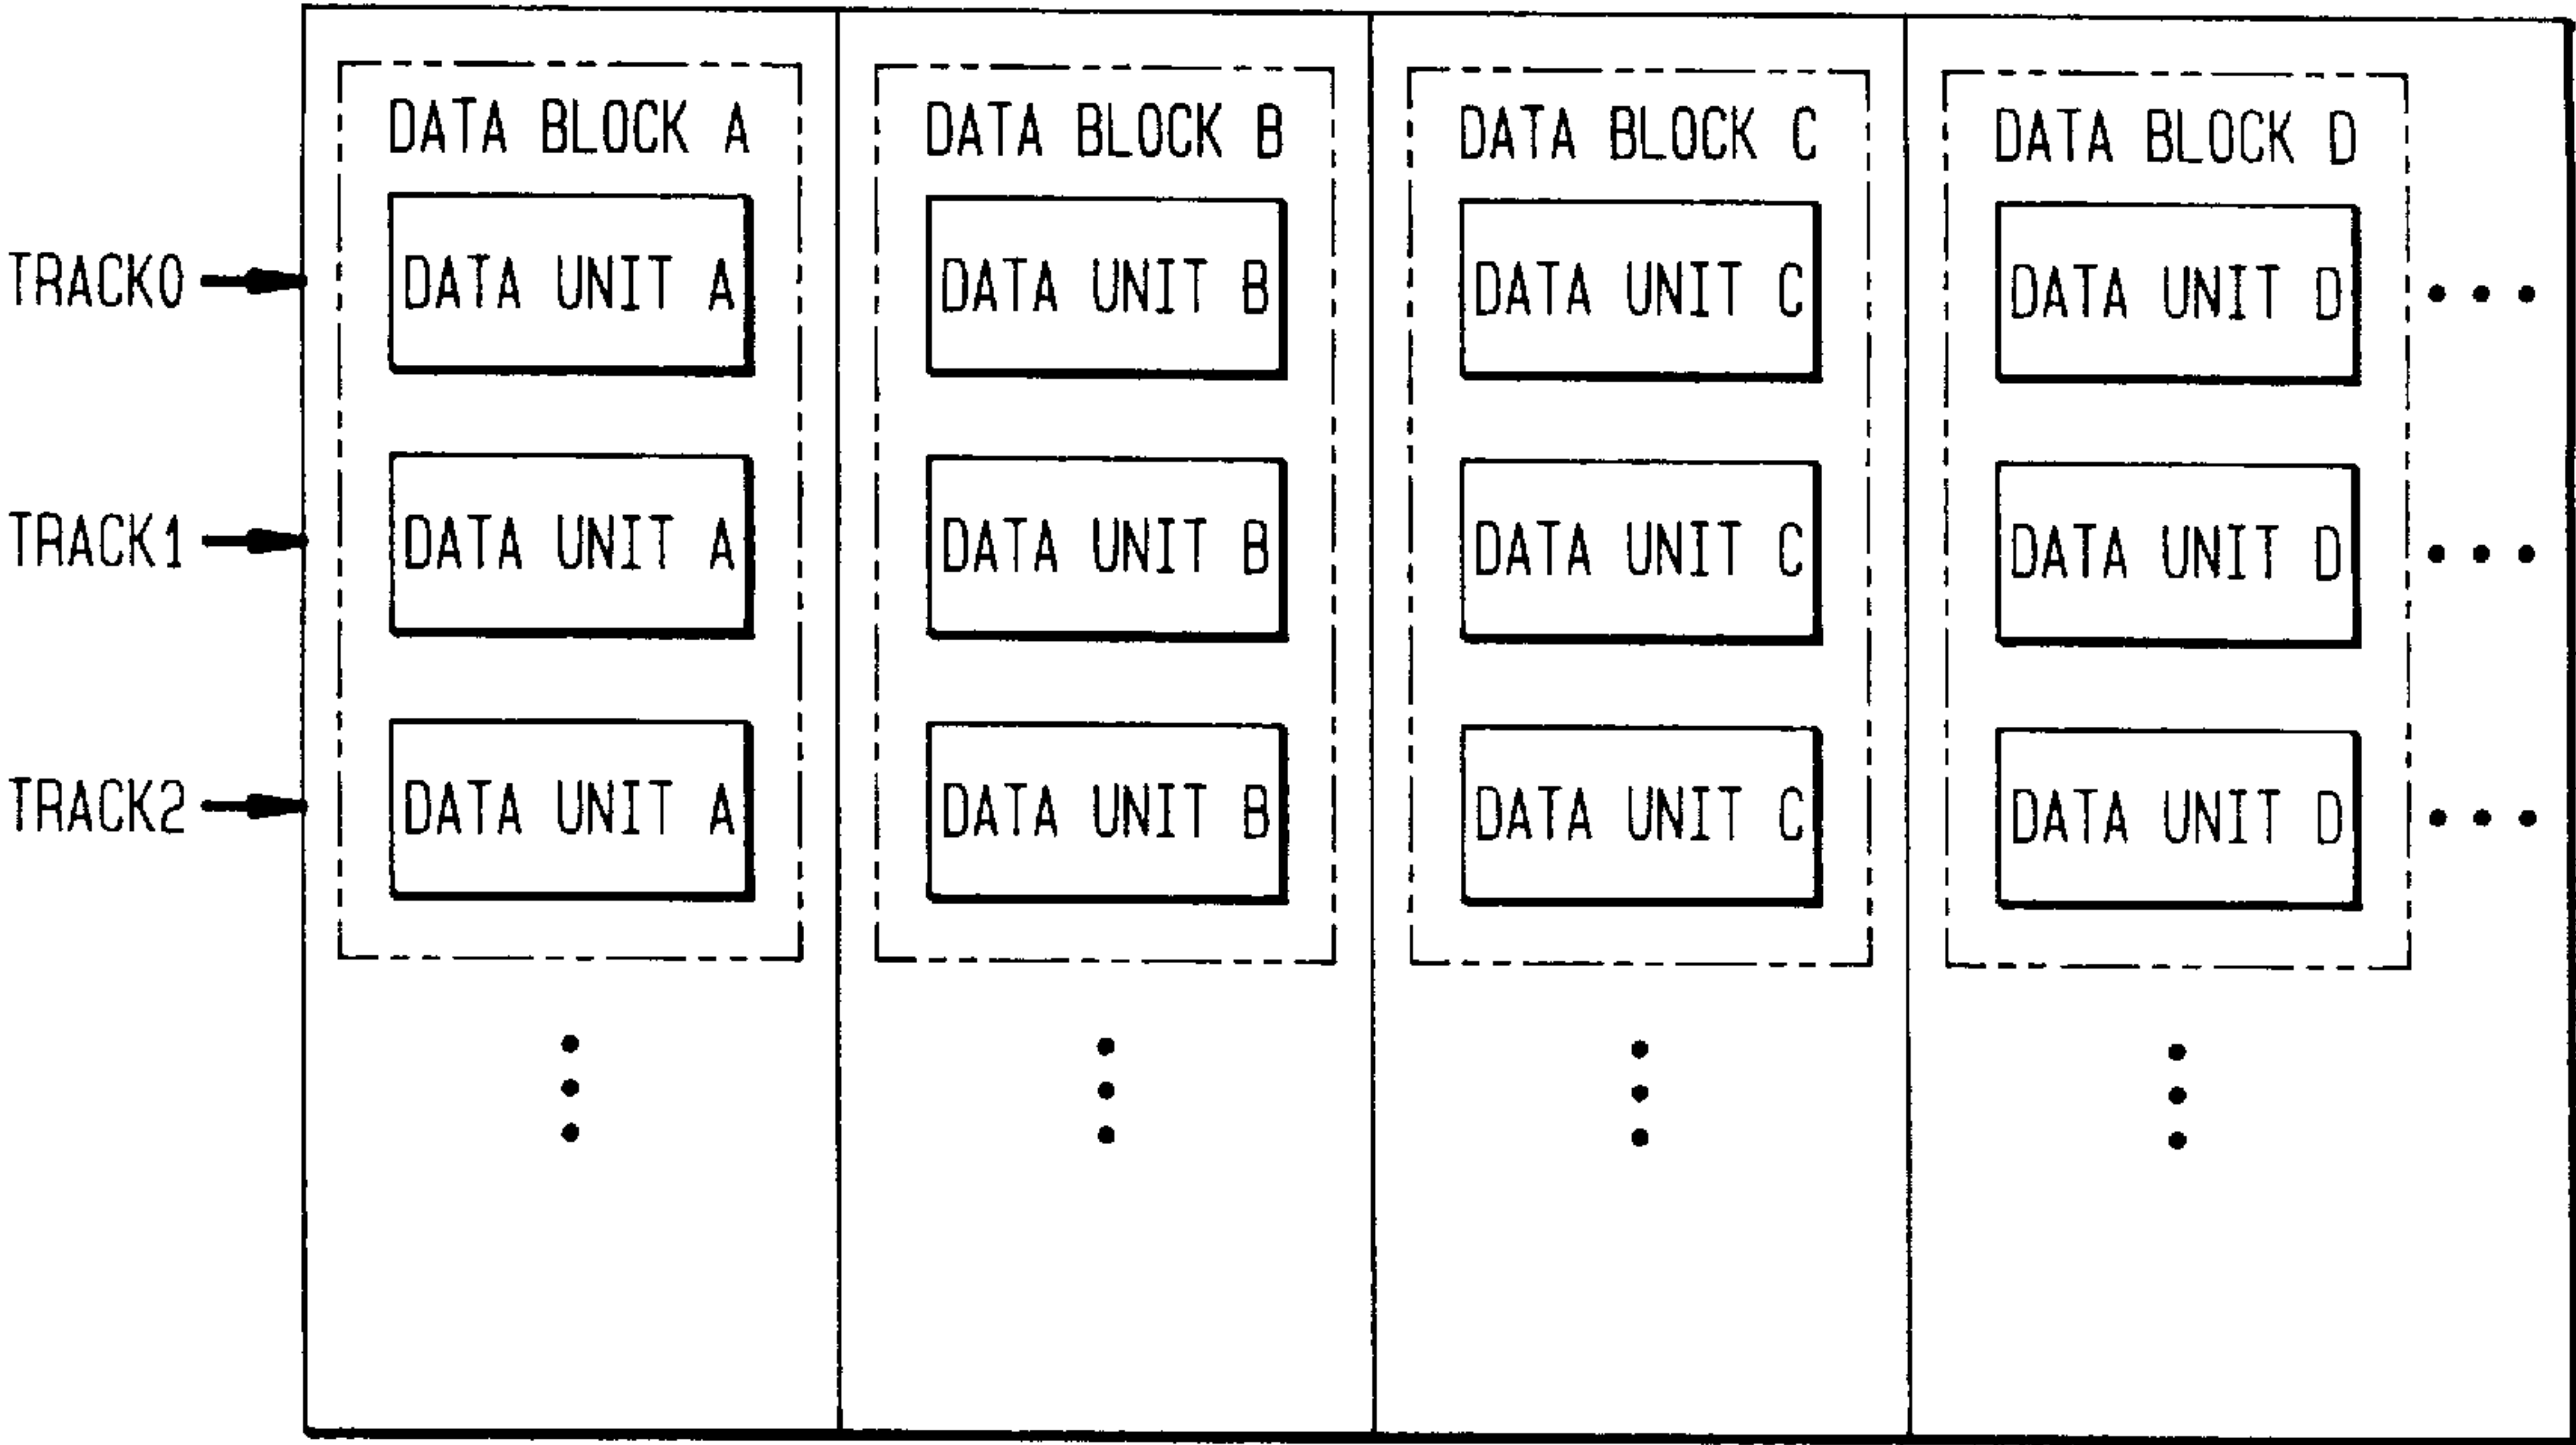 DATA BLOCK A DATA BLOCK B DATA BLOCK C DATA BLOCK D
TRACK0 DATA UNIT A DATA UNIT B DATA UNIT C DATA UNIT D
TRACK1 DATA UNIT A DATA UNIT B DATA UNIT C DATA UNIT D
TRACK2 DATA UNIT A DATA UNIT B DATA UNIT C DATA UNIT D